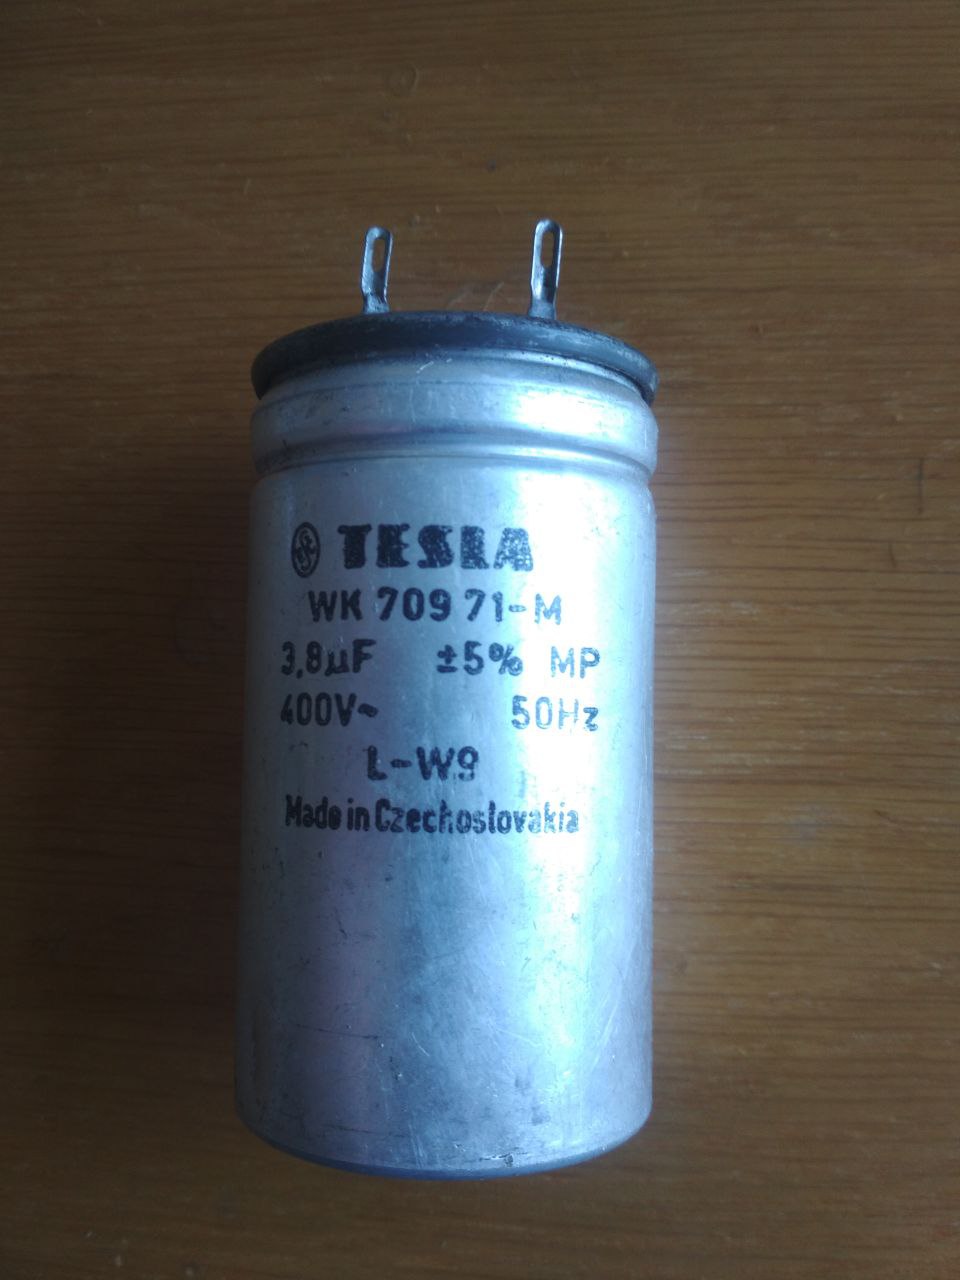 TESLA
WK 709 71-M
3,8µF ±5% MP
400V~ 50Hz
L-W9
Made in Czechoslovakia